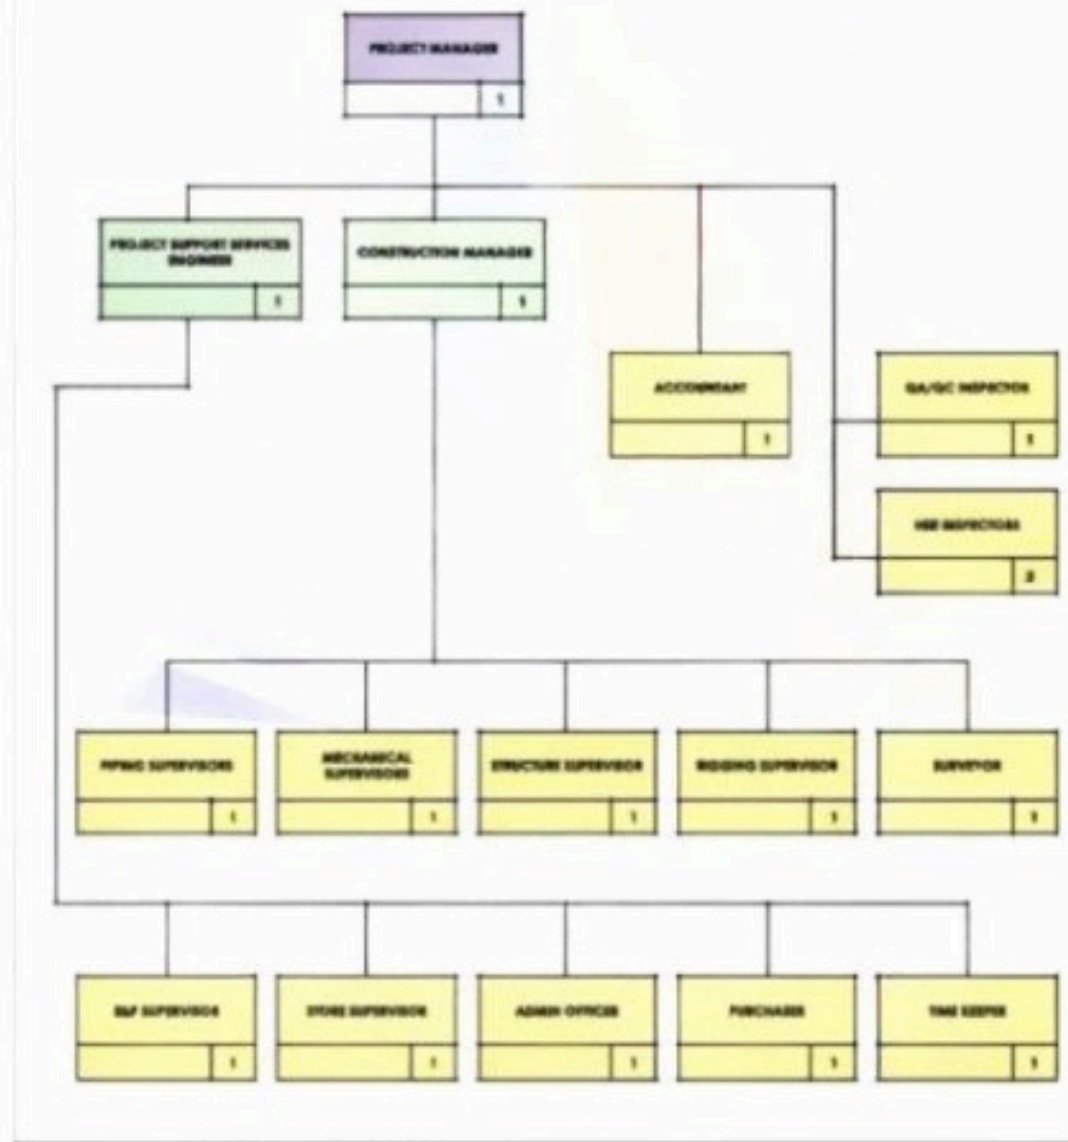 PROJECT MANAGER
1
PROJECT SUPPORT SERVICES
ENGINEER
1
CONSTRUCTION MANAGER
1
ACCOUNTANT
1
QA/QC INSPECTOR
1
HSE INSPECTORS
2
PIPING SUPERVISORS
1
MECHANICAL
SUPERVISORS
1
STRUCTURE SUPERVISOR
1
RIGGING SUPERVISOR
1
SURVEYOR
1
SUPERVISOR
1
STORE SUPERVISOR
1
ADMIN OFFICER
1
PURCHASER
1
TIME KEEPER
1